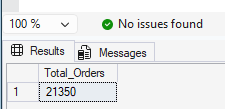 100 %
No issues found
Results
Messages
Total_Orders
1
21350